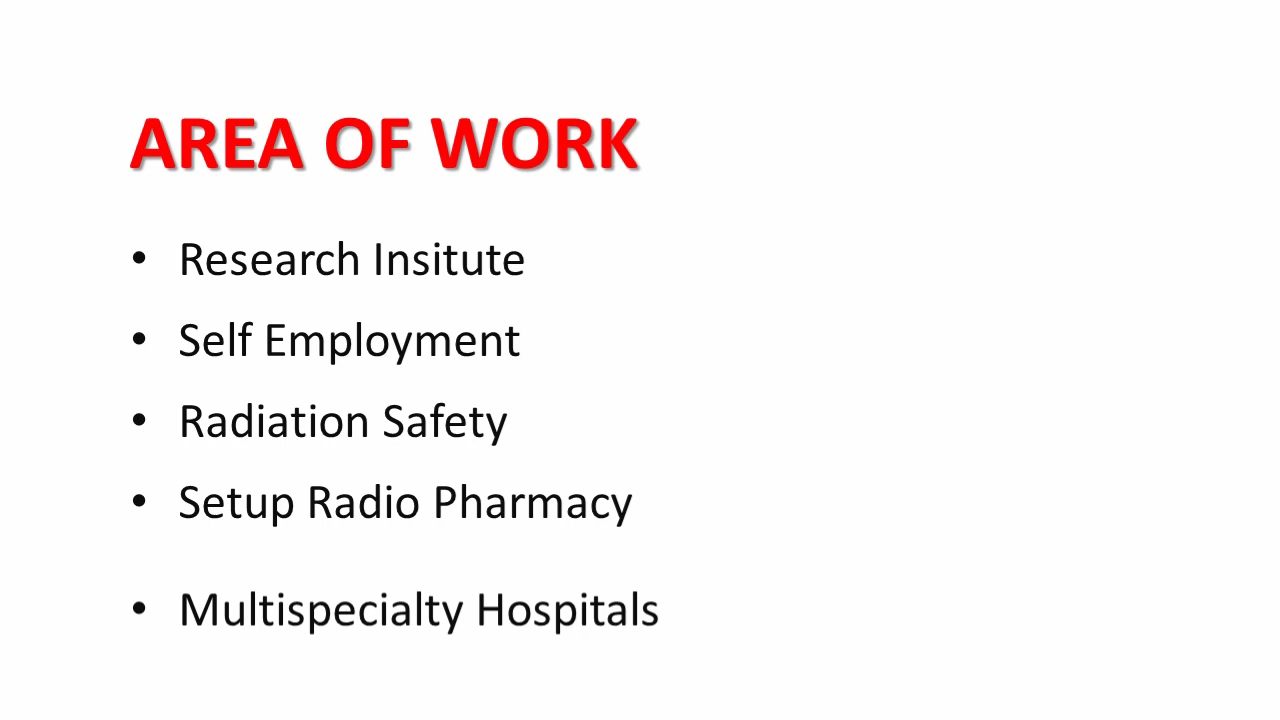 AREA OF WORK
• Research Insitute
• Self Employment
• Radiation Safety
• Setup Radio Pharmacy
• Multispecialty Hospitals